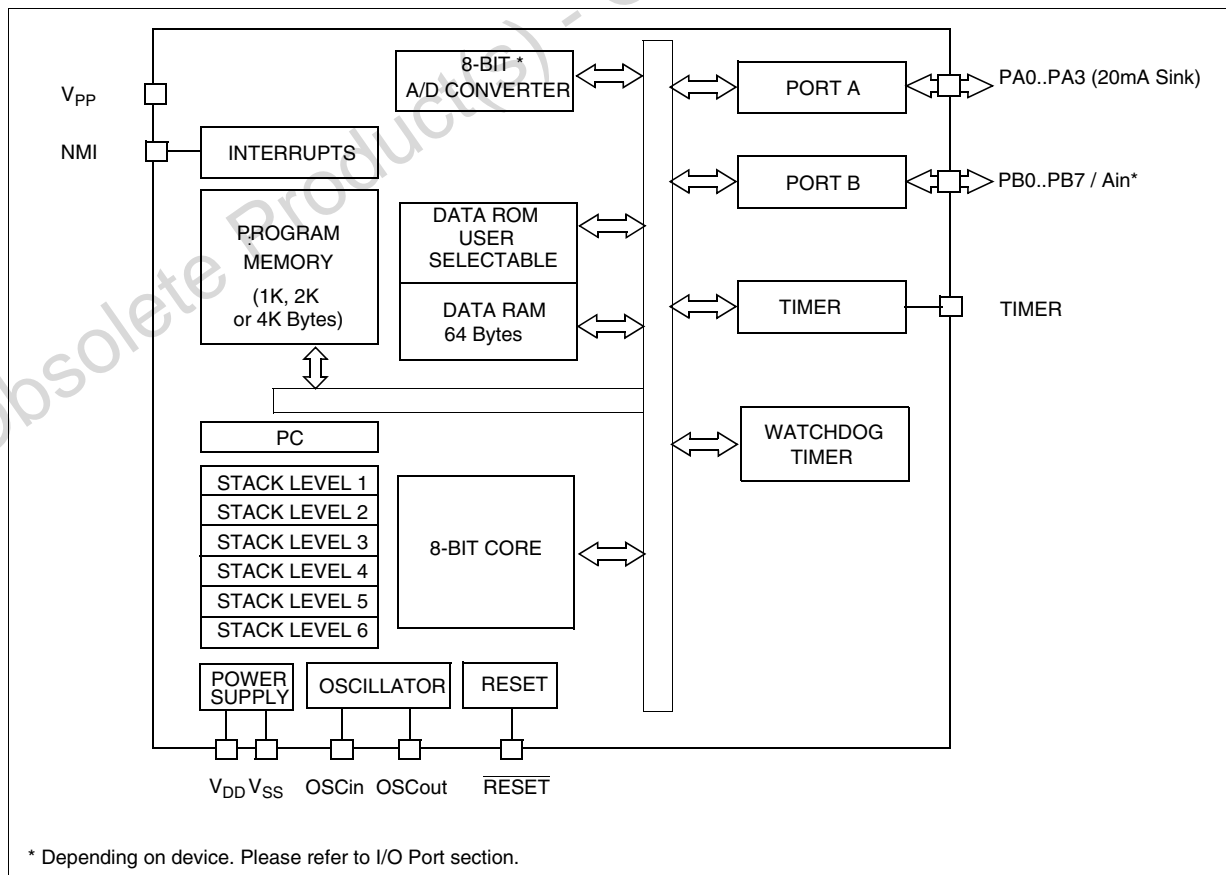 Obsolete Product(s) -
8-BIT *
A/D CONVERTER
PORT A
PA0..PA3 (20mA Sink)
VPP
NMI
INTERRUPTS
PORT B
PB0..PB7 / Ain*
PROGRAM
MEMORY
(1K, 2K
or 4K Bytes)
DATA ROM
USER
SELECTABLE
DATA RAM
64 Bytes
TIMER
TIMER
PC
WATCHDOG
TIMER
STACK LEVEL 1
STACK LEVEL 2
STACK LEVEL 3
STACK LEVEL 4
STACK LEVEL 5
STACK LEVEL 6
8-BIT CORE
POWER
SUPPLY
OSCILLATOR
RESET
VDD VSS OSCin OSCout RESET
* Depending on device. Please refer to I/O Port section.